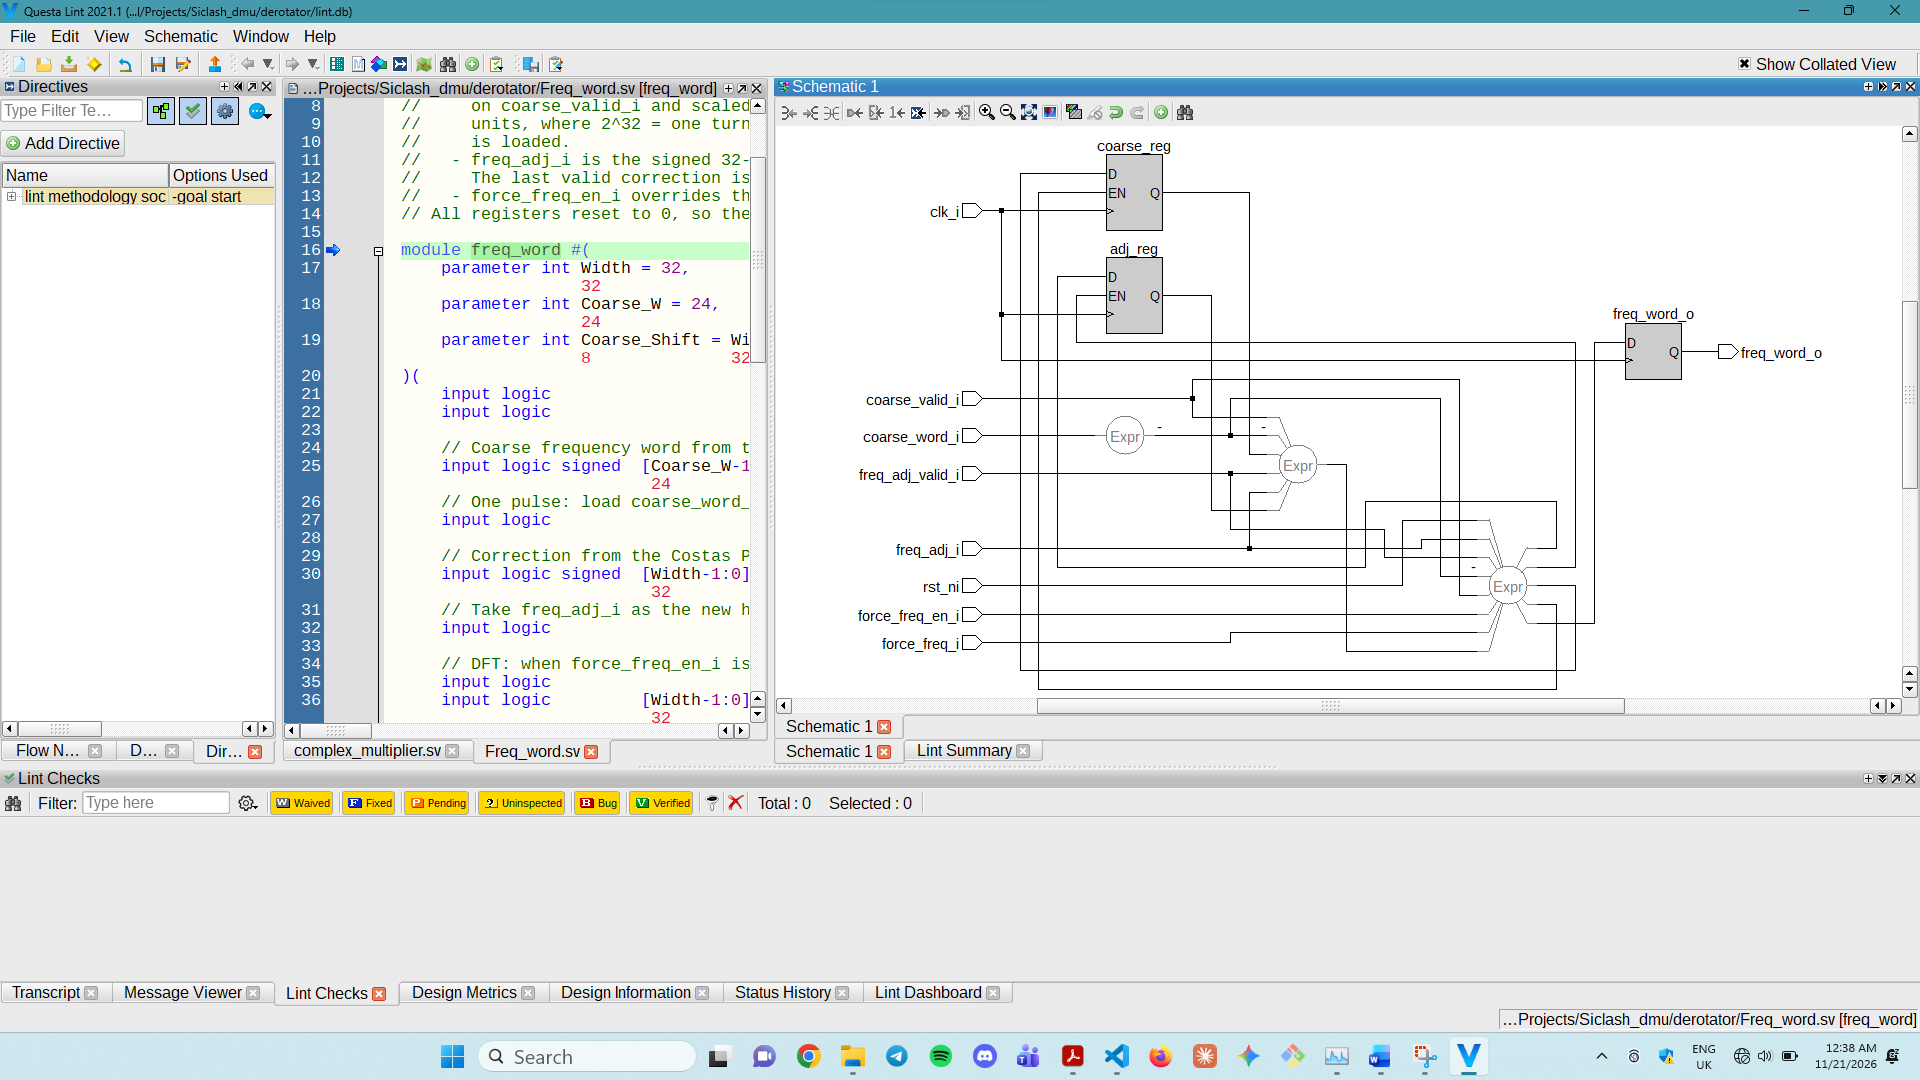 Questa Lint 2021.1 (...l/Projects/Siclash_dmu/derotator/lint.db)
File Edit View Schematic Window Help
Show Collated View
Directives
Type Filter Te…
Add Directive
Name Options Used
lint methodology soc -goal start
Flow N… D… Dir…
…Projects/Siclash_dmu/derotator/Freq_word.sv [freq_word]
8 // on coarse_valid_i and scaled
9 // units, where 2^32 = one turn
10 // is loaded.
11 // - freq_adj_i is the signed 32-
12 // The last valid correction is
13 // - force_freq_en_i overrides th
14 // All registers reset to 0, so the
15
16 module freq_word #(
17 parameter int Width = 32,
32
18 parameter int Coarse_W = 24,
24
19 parameter int Coarse_Shift = Wi
8 32
20 )(
21 input logic
22 input logic
23
24 // Coarse frequency word from t
25 input logic signed [Coarse_W-1
24
26 // One pulse: load coarse_word_
27 input logic
28
29 // Correction from the Costas P
30 input logic signed [Width-1:0]
32
31 // Take freq_adj_i as the new h
32 input logic
33
34 // DFT: when force_freq_en_i is
35 input logic
36 input logic [Width-1:0]
32
complex_multiplier.sv Freq_word.sv
Schematic 1
coarse_reg
D
EN Q
clk_i
adj_reg
D
EN Q
freq_word_o
D
Q
freq_word_o
coarse_valid_i
coarse_word_i
Expr
-
-
freq_adj_valid_i
Expr
freq_adj_i
-
rst_ni
Expr
force_freq_en_i
force_freq_i
Schematic 1
Schematic 1 Lint Summary
Lint Checks
Filter: Type here W Waived F Fixed P Pending ? Uninspected B Bug V Verified Total : 0 Selected : 0
Transcript Message Viewer Lint Checks Design Metrics Design Information Status History Lint Dashboard
…Projects/Siclash_dmu/derotator/Freq_word.sv [freq_word]
Search
ENG
UK
12:38 AM
11/21/2026